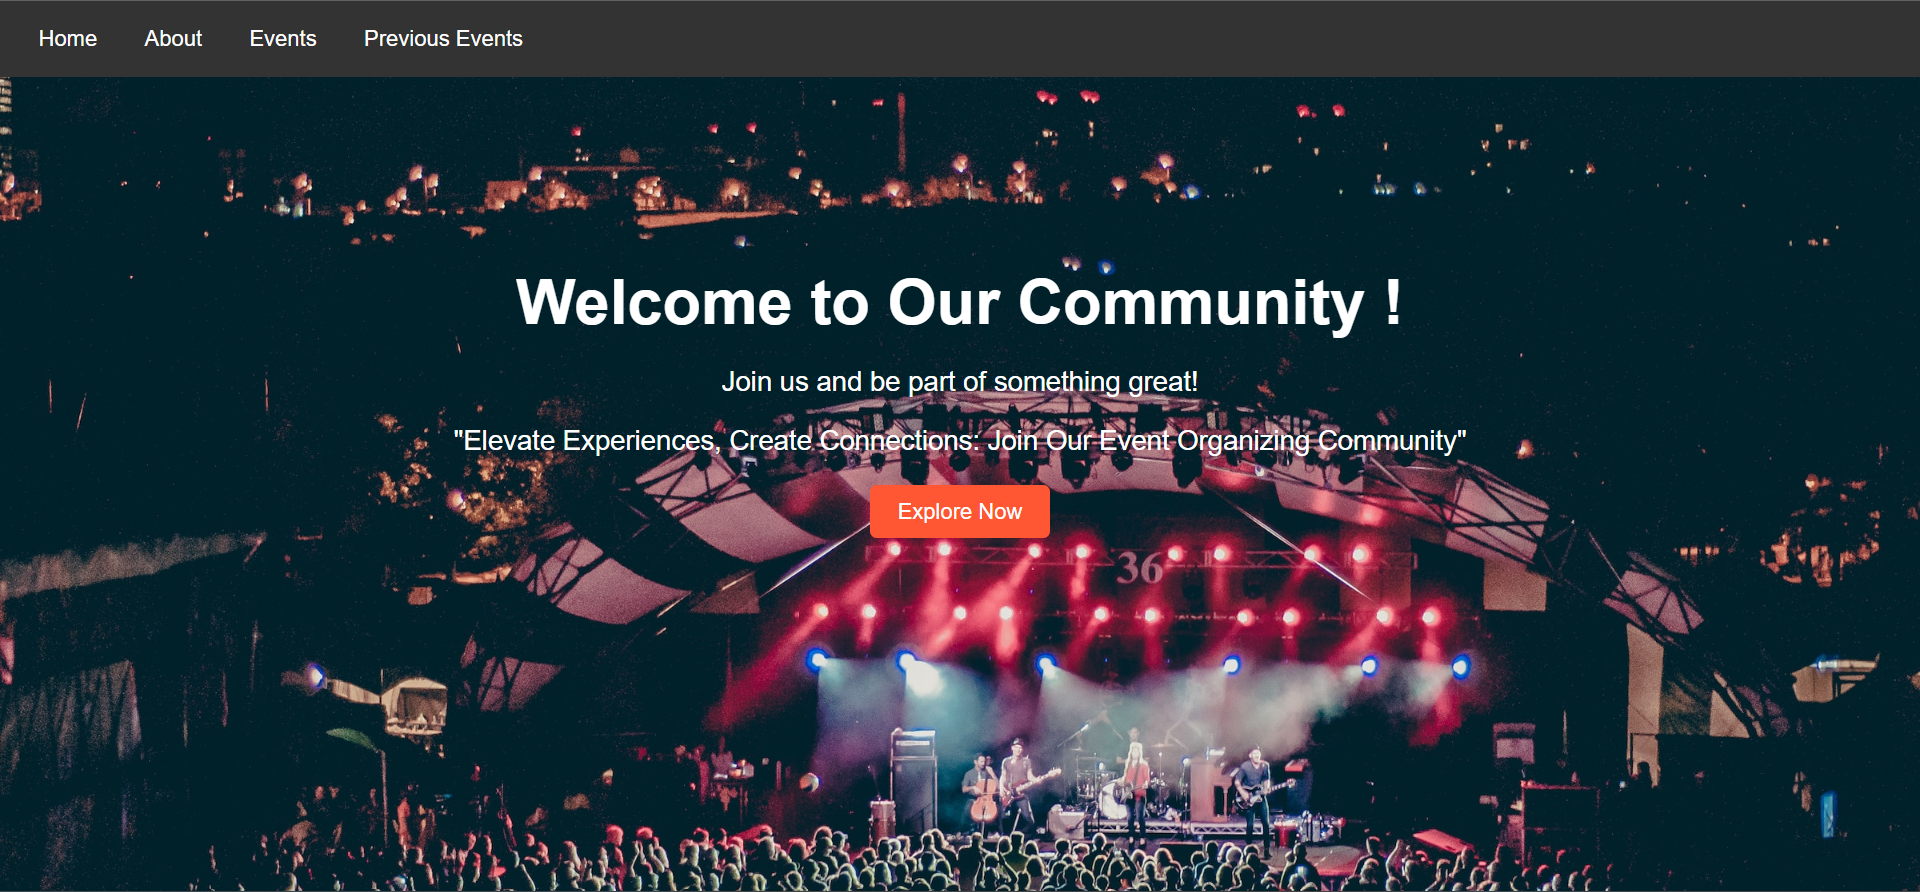 Home About Events Previous Events
Welcome to Our Community !
Join us and be part of something great!
"Elevate Experiences, Create Connections: Join Our Event Organizing Community"
Explore Now
36